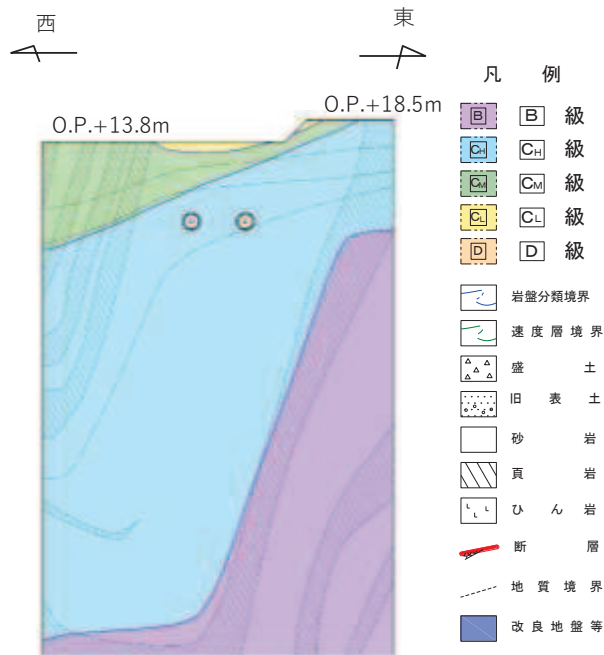 西
東
O.P.+13.8m
O.P.+18.5m
凡 例
B B 級
CH CH 級
CM CM 級
CL CL 級
D D 級
岩盤分類境界
速度層境界
盛土
旧表土
砂岩
頁岩
ひん岩
断層
地質境界
改良地盤等